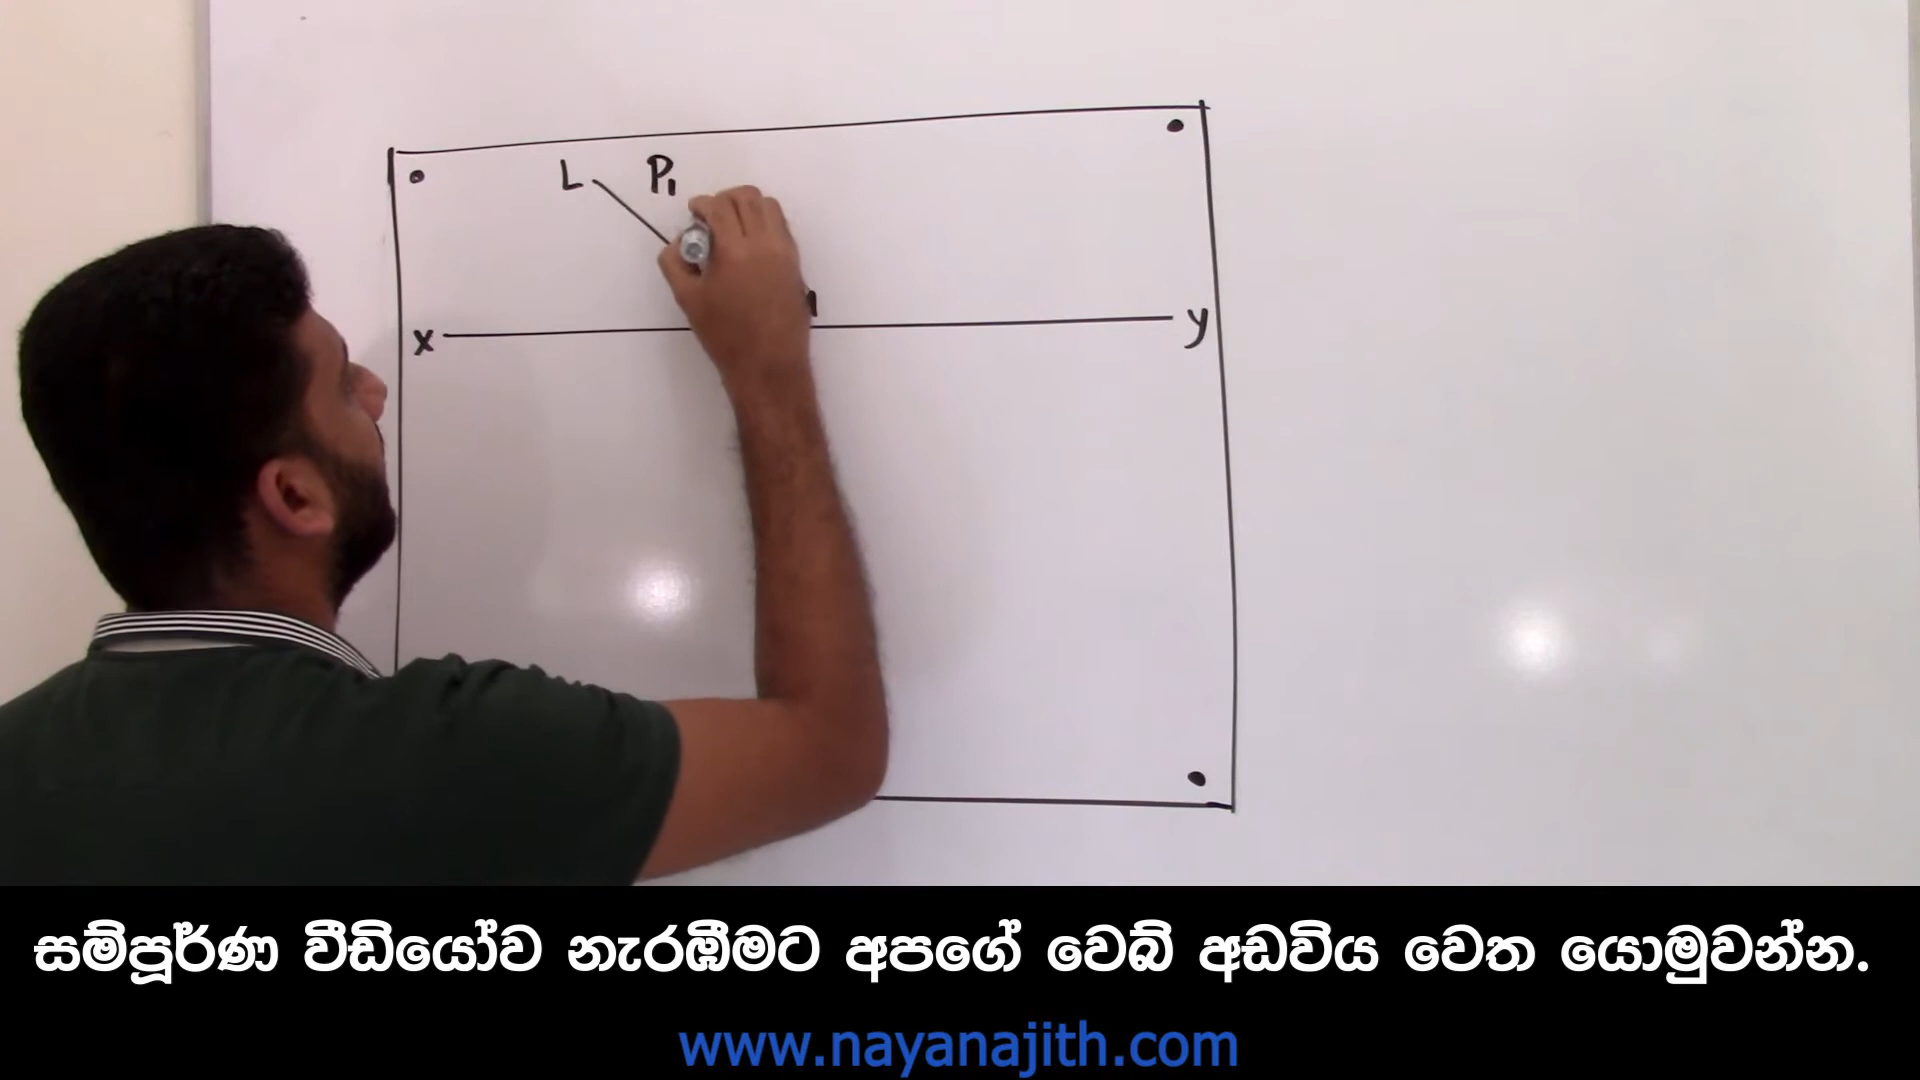 L P₁
x y
සම්පූර්ණ වීඩියෝව නැරඹීමට අපගේ වෙබ් අඩවිය වෙත යොමුවන්න.
www.nayanajith.com